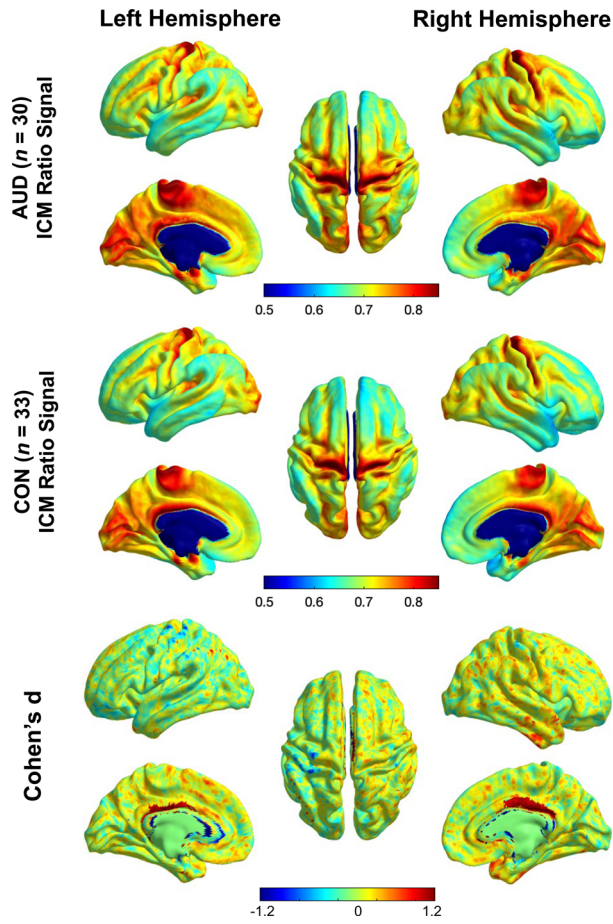 Left Hemisphere
Right Hemisphere
AUD (n = 30)
ICM Ratio Signal
0.5 0.6 0.7 0.8
CON (n = 33)
ICM Ratio Signal
0.5 0.6 0.7 0.8
Cohen's d
-1.2 0 1.2